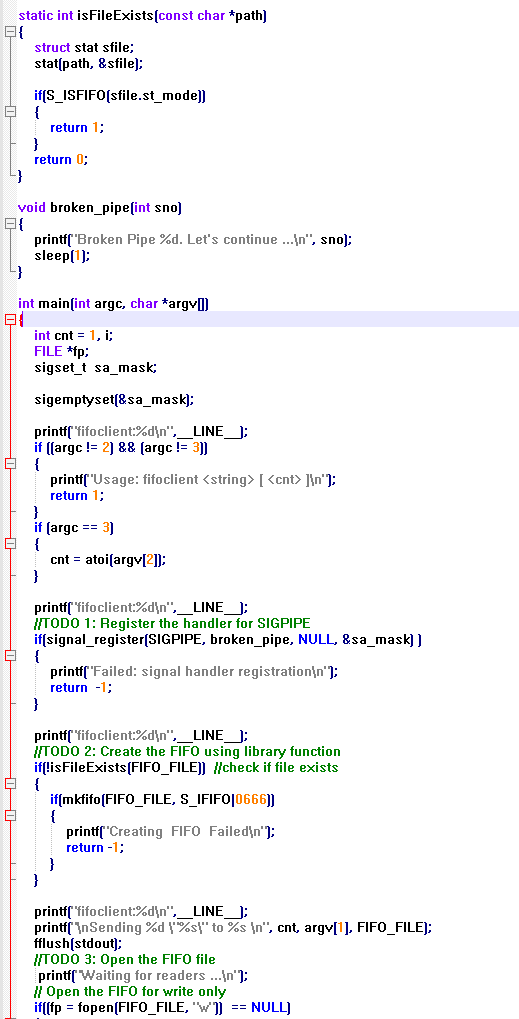 static int isFileExists(const char *path)
{
struct stat sfile;
stat(path, &sfile);
if(S_ISFIFO(sfile.st_mode))
{
return 1;
}
return 0;
}
void broken_pipe(int sno)
{
printf("Broken Pipe %d. Let's continue ...\n", sno);
sleep(1);
}
int main(int argc, char *argv[])
{
int cnt = 1, i;
FILE *fp;
sigset_t sa_mask;
sigemptyset(&sa_mask);
printf("fifoclient:%d\n",__LINE__);
if ((argc != 2) && (argc != 3))
{
printf("Usage: fifoclient <string> [ <cnt> ]\n");
return 1;
}
if (argc == 3)
{
cnt = atoi(argv[2]);
}
printf("fifoclient:%d\n",__LINE__);
//TODO 1: Register the handler for SIGPIPE
if(signal_register(SIGPIPE, broken_pipe, NULL, &sa_mask) )
{
printf("Failed: signal handler registration\n");
return -1;
}
printf("fifoclient:%d\n",__LINE__);
//TODO 2: Create the FIFO using library function
if(!isFileExists(FIFO_FILE)) //check if file exists
{
if(mkfifo(FIFO_FILE, S_IFIFO|0666))
{
printf("Creating FIFO Failed\n");
return -1;
}
}
printf("fifoclient:%d\n",__LINE__);
printf("\nSending %d \"%s\" to %s \n", cnt, argv[1], FIFO_FILE);
fflush(stdout);
//TODO 3: Open the FIFO file
printf("Waiting for readers ...\n");
// Open the FIFO for write only
if((fp = fopen(FIFO_FILE, "w")) == NULL)